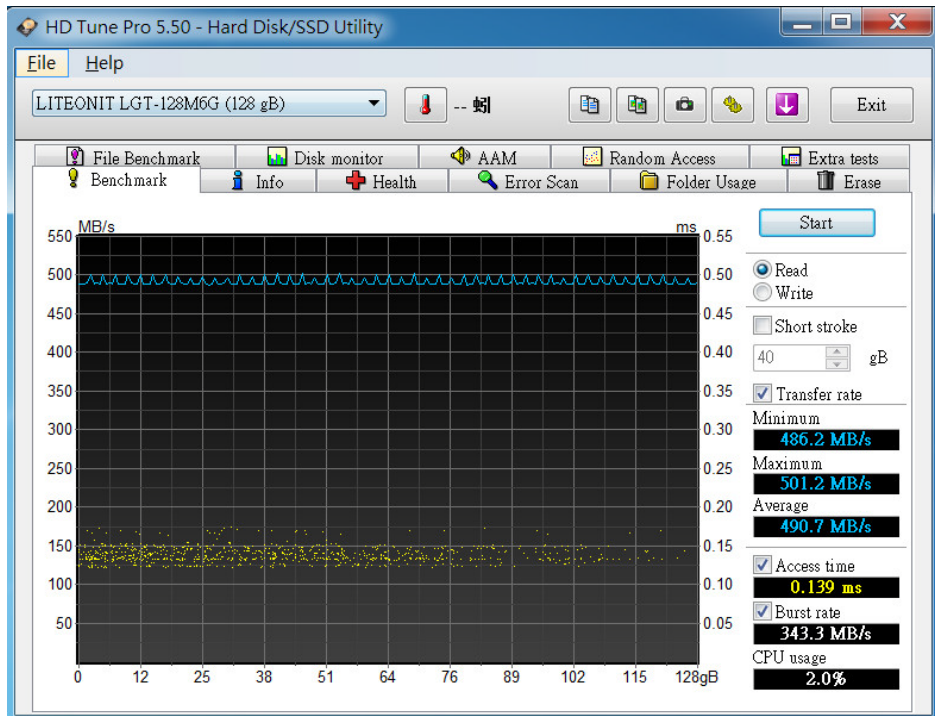 HD Tune Pro 5.50 - Hard Disk/SSD Utility
File Help
LITEONIT LGT-128M6G (128 gB)
-- 蚓
Exit
File Benchmark Disk monitor AAM Random Access Extra tests
Benchmark Info Health Error Scan Folder Usage Erase
MB/s ms
Start
550 0.55
500 0.50
450 0.45
400 0.40
350 0.35
300 0.30
250 0.25
200 0.20
150 0.15
100 0.10
50 0.05
0 12 25 38 51 64 76 89 102 115 128gB
Read
Write
Short stroke
40 gB
Transfer rate
Minimum
486.2 MB/s
Maximum
501.2 MB/s
Average
490.7 MB/s
Access time
0.139 ms
Burst rate
343.3 MB/s
CPU usage
2.0%